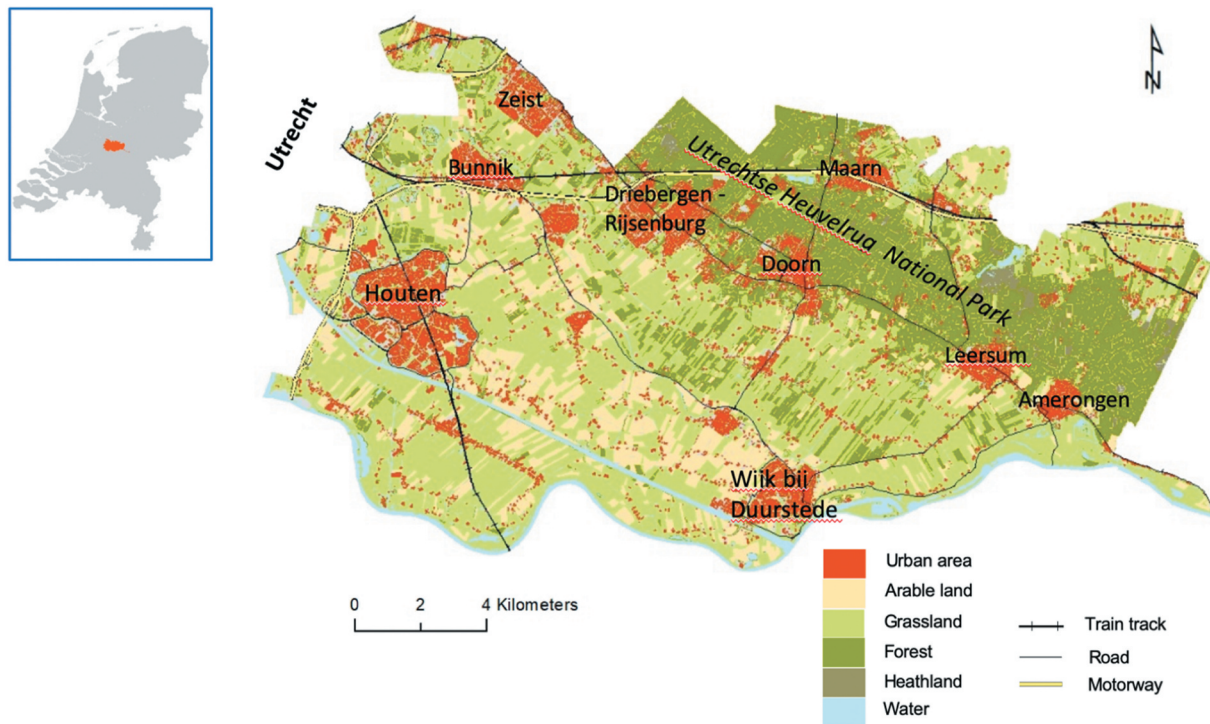 Utrecht
Zeist
Bunnik
Maarn
Utrechtse Heuvelrua National Park
Driebergen -
Rijsenburg
Doorn
Houten
Leersum
Amerongen
Wijk bij
Duurstede
N
0 2 4 Kilometers
Urban area
Arable land
Grassland
Forest
Heathland
Water
Train track
Road
Motorway